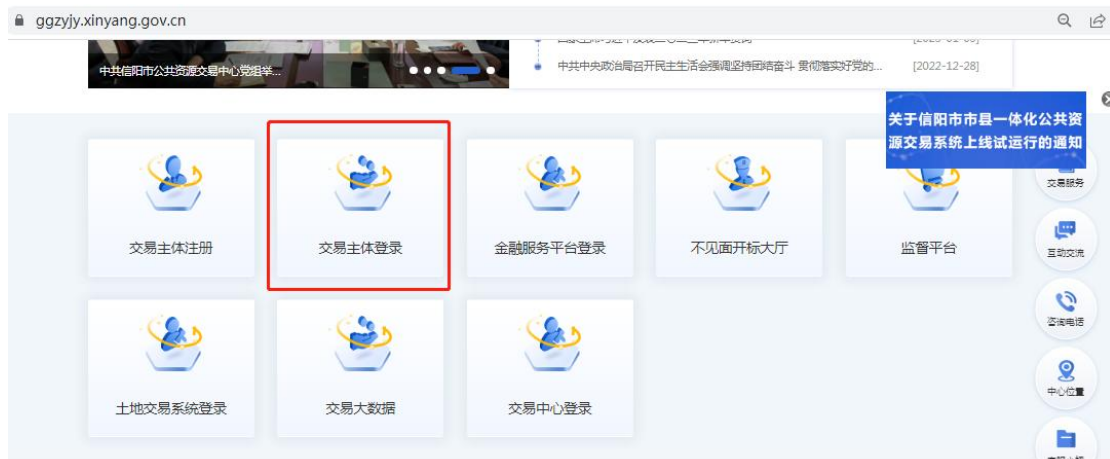 ggzyjy.xinyang.gov.cn
中共信阳市公共资源交易中心党组举...
中共中央政治局召开民主生活会强调坚持团结奋斗 贯彻落实好党的... [2022-12-28]
关于信阳市市县一体化公共资
源交易系统上线试运行的通知
交易服务
交易主体注册
交易主体登录
金融服务平台登录
不见面开标大厅
监督平台
互动交流
咨询电话
土地交易系统登录
交易大数据
交易中心登录
中心位置